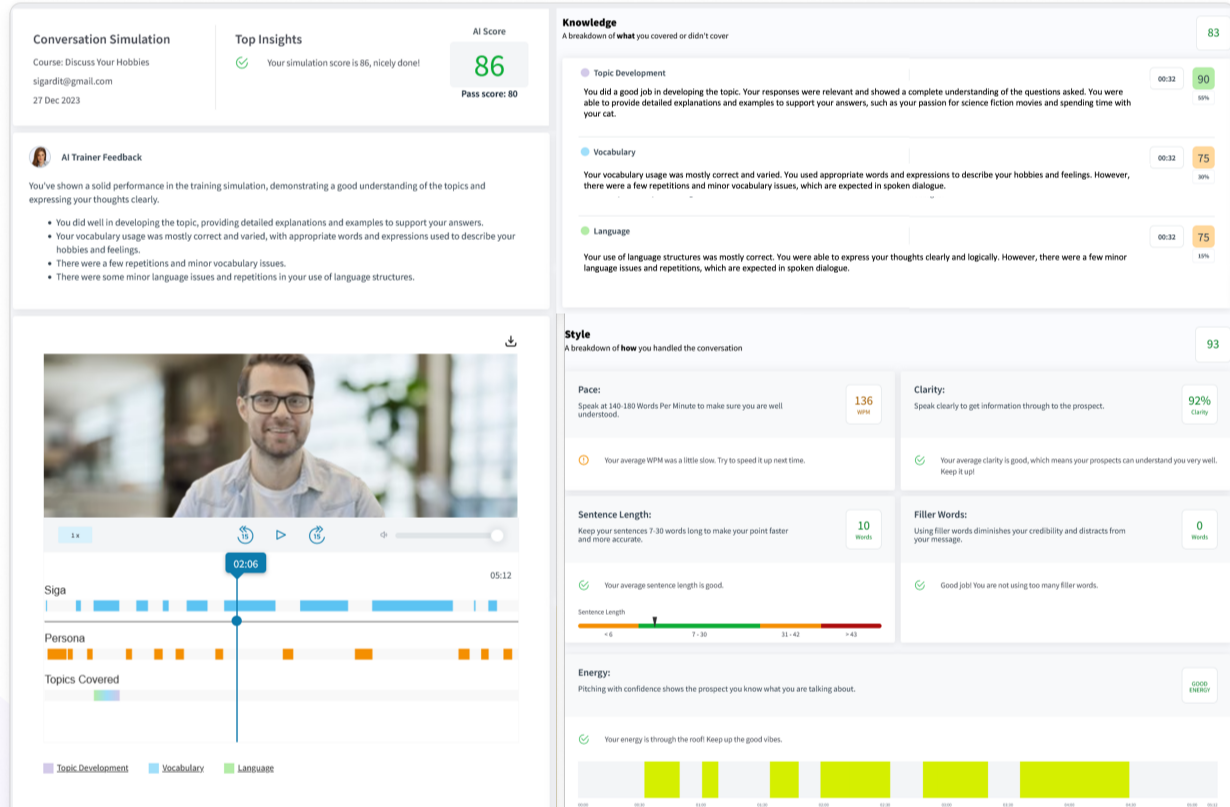 Conversation Simulation
Course: Discuss Your Hobbies
sigardit@gmail.com
27 Dec 2023
Top Insights
Your simulation score is 86, nicely done!
AI Score
86
Pass score: 80
AI Trainer Feedback
You've shown a solid performance in the training simulation, demonstrating a good understanding of the topics and
expressing your thoughts clearly.
• You did well in developing the topic, providing detailed explanations and examples to support your answers.
• Your vocabulary usage was mostly correct and varied, with appropriate words and expressions used to describe your
hobbies and feelings.
• There were a few repetitions and minor vocabulary issues.
• There were some minor language issues and repetitions in your use of language structures.
15
15
1x
02:06
05:12
Siga
Persona
Topics Covered
Topic Development
Vocabulary
Language
Knowledge
A breakdown of what you covered or didn't cover
83
Topic Development
00:32
90
55%
You did a good job in developing the topic. Your responses were relevant and showed a complete understanding of the questions asked. You were
able to provide detailed explanations and examples to support your answers, such as your passion for science fiction movies and spending time with
your cat.
Vocabulary
00:32
75
30%
Your vocabulary usage was mostly correct and varied. You used appropriate words and expressions to describe your hobbies and feelings. However,
there were a few repetitions and minor vocabulary issues, which are expected in spoken dialogue.
Language
00:32
75
15%
Your use of language structures was mostly correct. You were able to express your thoughts clearly and logically. However, there were a few minor
language issues and repetitions, which are expected in spoken dialogue.
Style
A breakdown of how you handled the conversation
93
Pace:
Speak at 140-180 Words Per Minute to make sure you are well
understood.
136
WPM
Your average WPM was a little slow. Try to speed it up next time.
Clarity:
Speak clearly to get information through to the prospect.
92%
Clarity
Your average clarity is good, which means your prospects can understand you very well.
Keep it up!
Sentence Length:
Keep your sentences 7-30 words long to make your point faster
and more accurate.
10
Words
Your average sentence length is good.
Sentence Length
<6
7 - 30
31 - 42
>43
Filler Words:
Using filler words diminishes your credibility and distracts from
your message.
0
Words
Good job! You are not using too many filler words.
Energy:
Pitching with confidence shows the prospect you know what you are talking about.
GOOD
ENERGY
Your energy is through the roof! Keep up the good vibes.